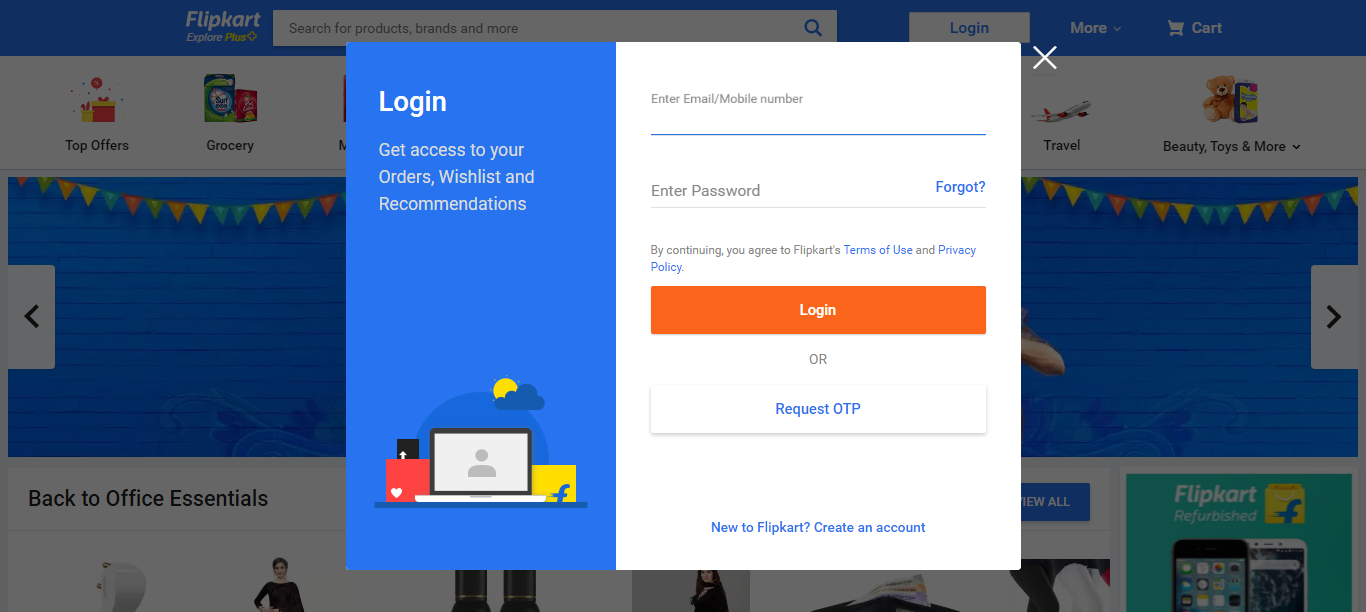 Flipkart
Explore Plus
Search for products, brands and more
Login
More
Cart
Top Offers
Grocery
M
Travel
Beauty, Toys & More
Login
Get access to your
Orders, Wishlist and
Recommendations
Enter Email/Mobile number
Enter Password
Forgot?
By continuing, you agree to Flipkart's Terms of Use and Privacy
Policy.
Login
OR
Request OTP
New to Flipkart? Create an account
Back to Office Essentials
VIEW ALL
Flipkart
Refurbished